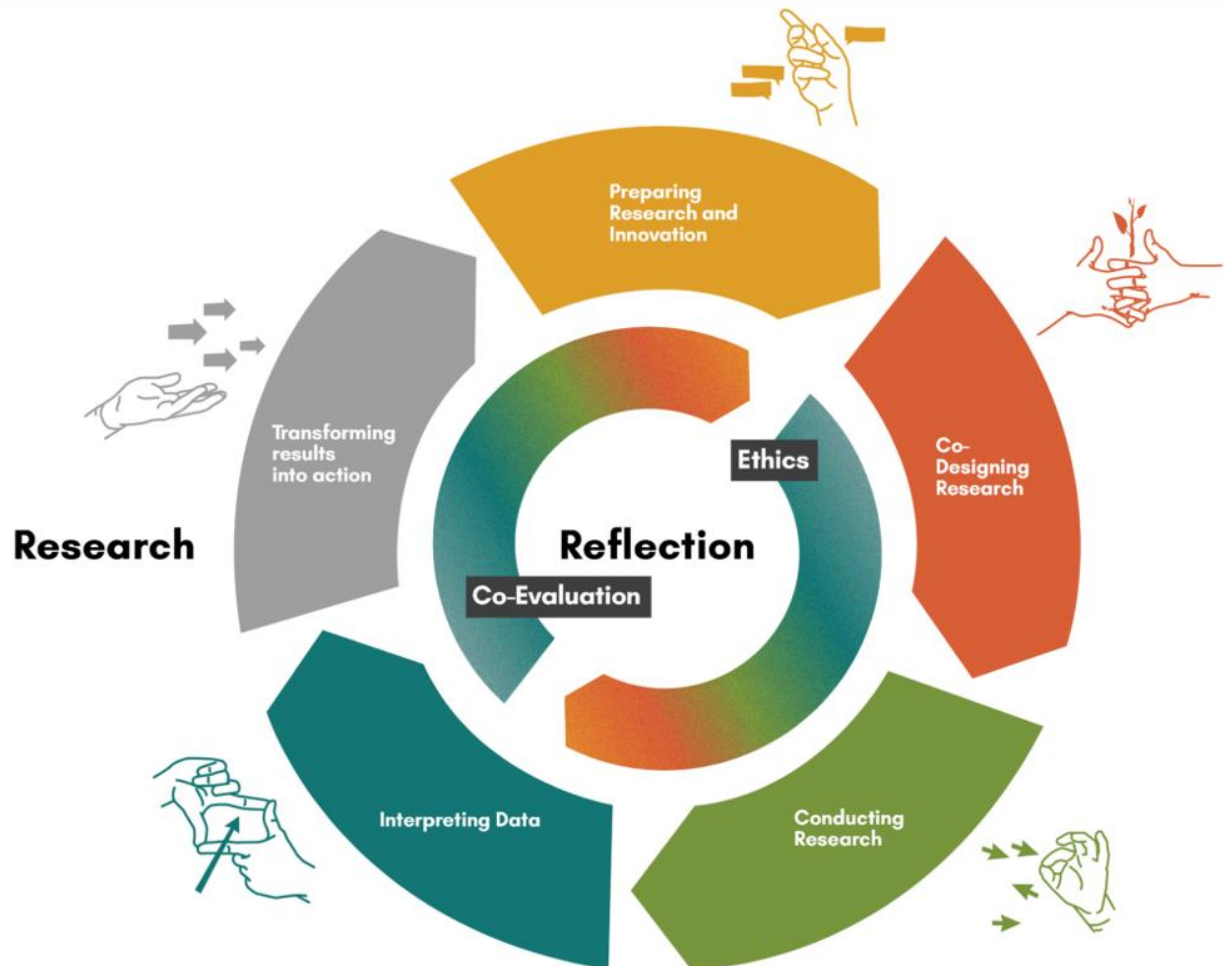 Preparing
Research and
Innovation
Co-
Designing
Research
Conducting
Research
Interpreting Data
Transforming
results
into action
Research
Reflection
Ethics
Co-Evaluation